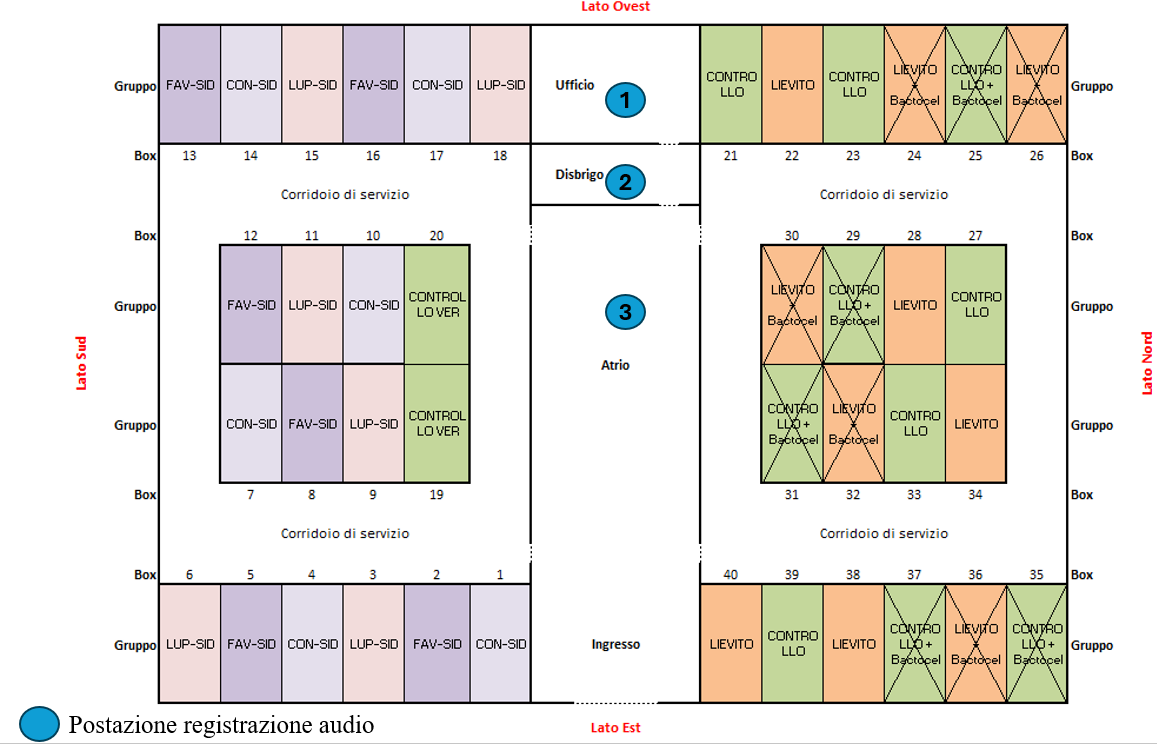 Lato Ovest
Gruppo FAV-SID CON-SID LUP-SID FAV-SID CON-SID LUP-SID Ufficio 1 CONTRO LLO LIEVITO CONTRO LLO LIEVITO + Bactocel CONTRO LLO + Bactocel LIEVITO + Bactocel Gruppo
Box 13 14 15 16 17 18 21 22 23 24 25 26 Box
Disbrigo 2
Corridoio di servizio Corridoio di servizio
Box 12 11 10 20 30 29 28 27 Box
Gruppo FAV-SID LUP-SID CON-SID CONTROL LO VER 3 LIEVITO + Bactocel CONTRO LLO + Bactocel LIEVITO CONTRO LLO Gruppo
Lato Sud
Atrio
Lato Nord
Gruppo CON-SID FAV-SID LUP-SID CONTROL LO VER CONTRO LLO + Bactocel LIEVITO + Bactocel CONTRO LLO LIEVITO Gruppo
Box 7 8 9 19 31 32 33 34 Box
Corridoio di servizio Corridoio di servizio
Box 6 5 4 3 2 1 40 39 38 37 36 35 Box
Gruppo LUP-SID FAV-SID CON-SID LUP-SID FAV-SID CON-SID Ingresso LIEVITO CONTRO LLO LIEVITO CONTRO LLO + Bactocel LIEVITO + Bactocel CONTRO LLO + Bactocel Gruppo
Postazione registrazione audio
Lato Est